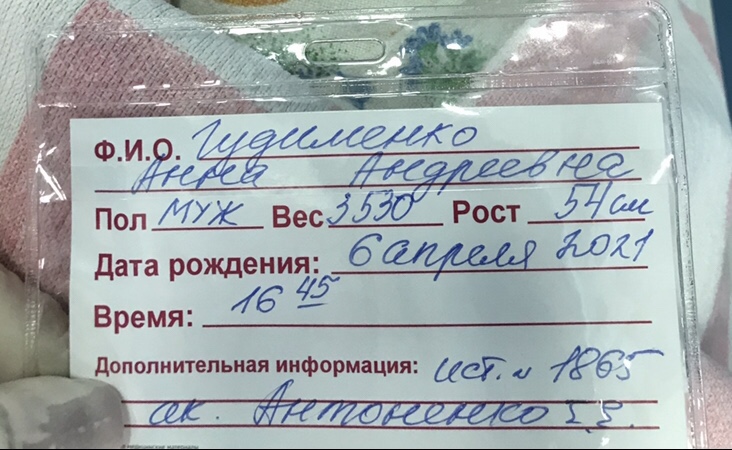 Ф.И.О. Гудименко
Анна Андреевна
Пол муж Вес 3530 Рост 54 см
Дата рождения: 6 апреля 2021
Время: 16 45
Дополнительная информация: ист. н 1865
ак. Антоненко